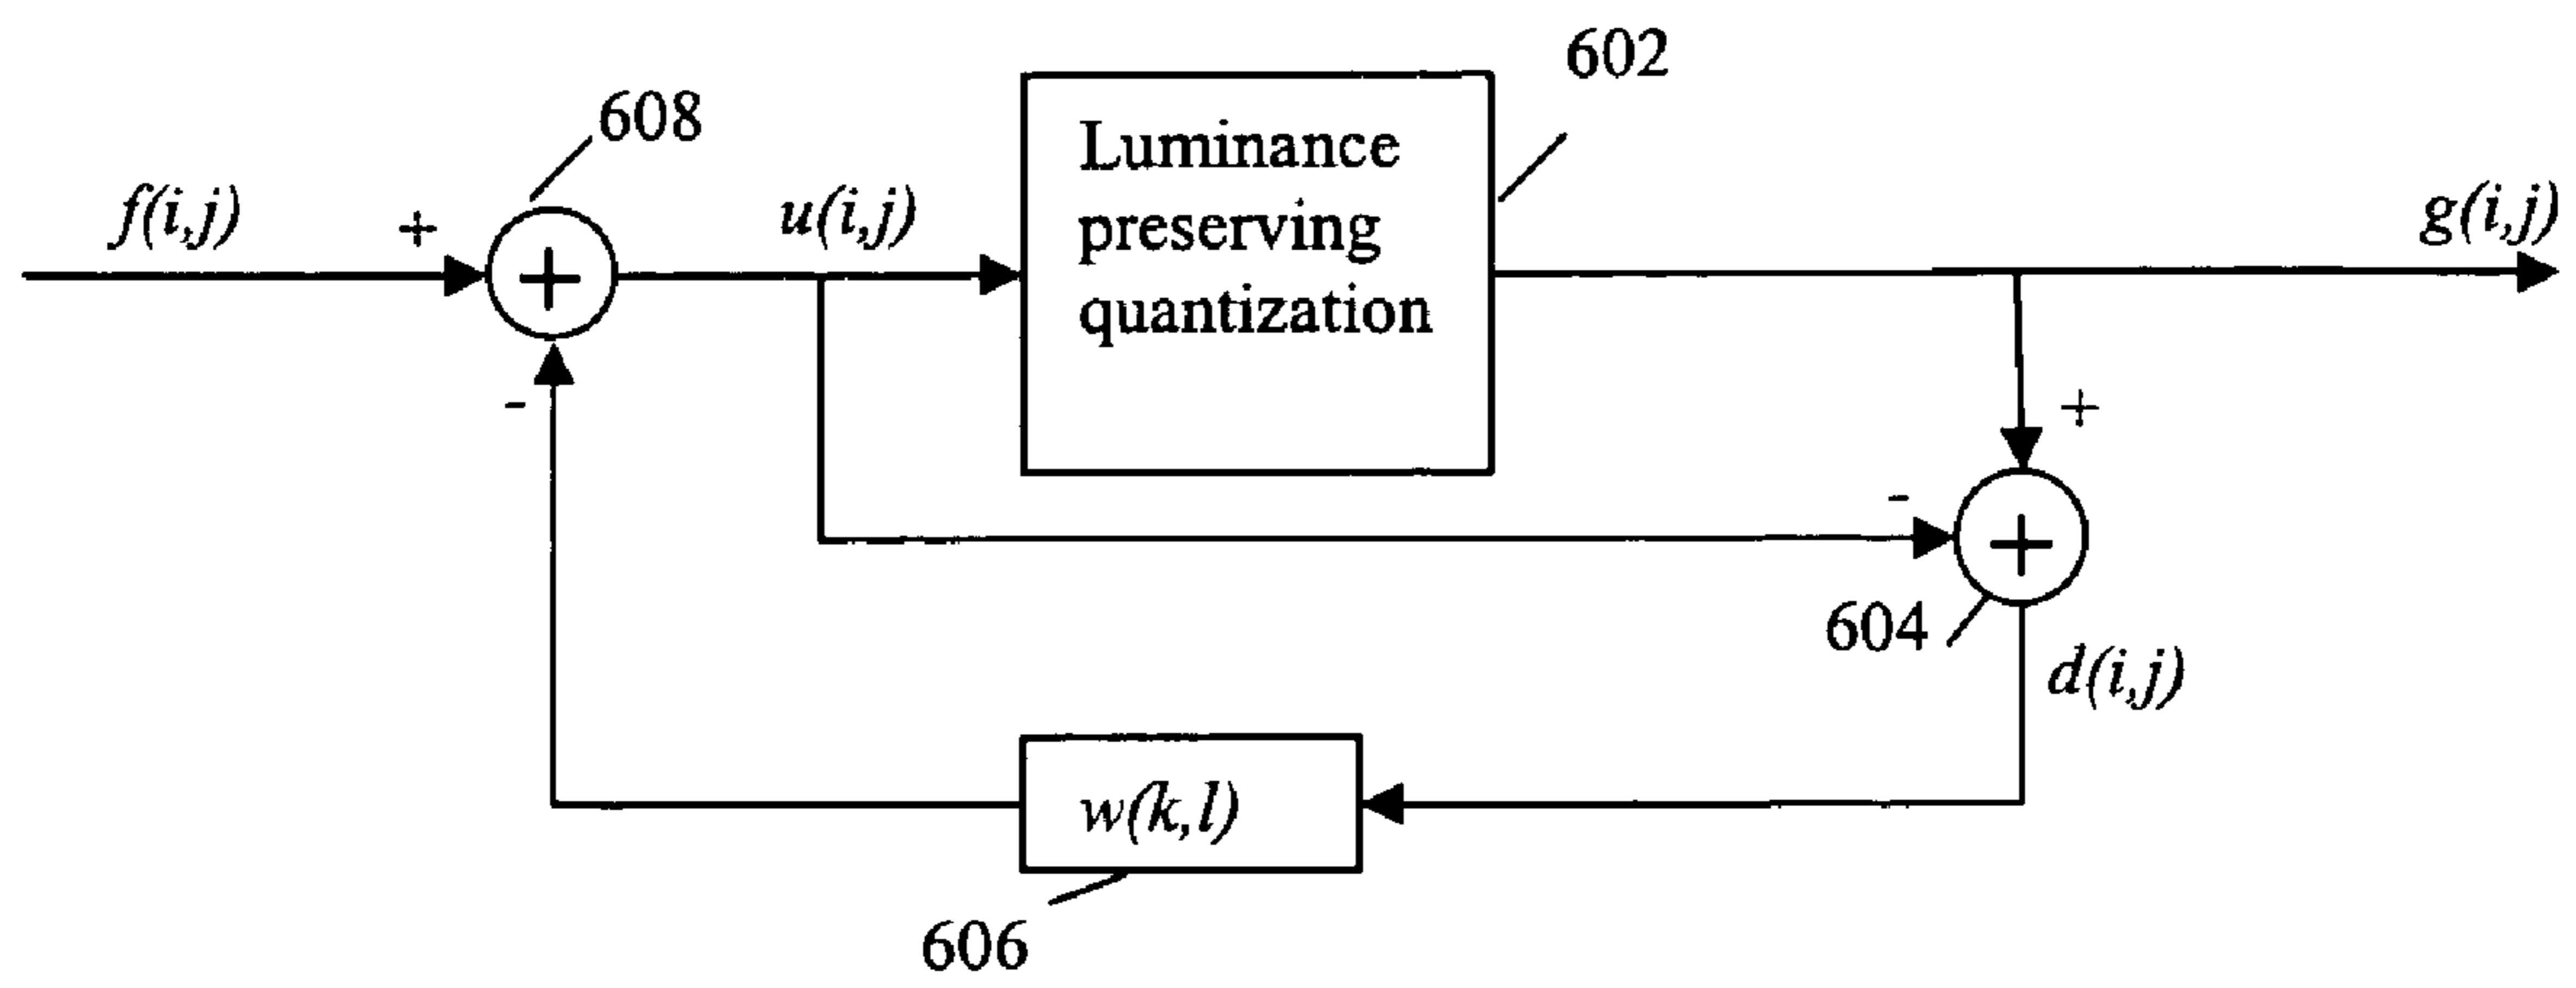 602
608
f(i,j)
+
u(i,j)
Luminance
preserving
quantization
g(i,j)
+
-
+
-
+
604
d(i,j)
w(k,l)
606